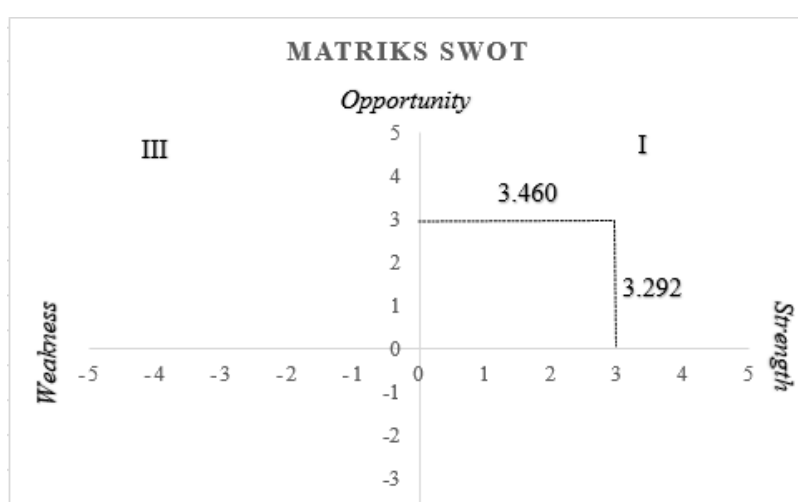 MATRIKS SWOT
Opportunity
5
III
I
4
3.460
3
2
3.292
1
Weakness
Strength
0
-5 -4 -3 -2 -1 0 1 2 3 4 5
-1
-2
-3